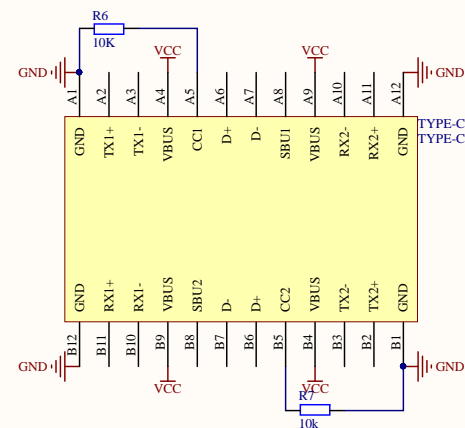 R6
10K
VCC
VCC
GND
GND
A1
A2
A3
A4
A5
A6
A7
A8
A9
A10
A11
A12
TYPE-C
TYPE-C
GND
TX1+
TX1-
VBUS
CC1
D+
D-
SBU1
VBUS
RX2-
RX2+
GND
GND
RX1+
RX1-
VBUS
SBU2
D-
D+
CC2
VBUS
TX2-
TX2+
GND
B12
B11
B10
B9
B8
B7
B6
B5
B4
B3
B2
B1
GND
GND
VCC
VCC
R7
10k